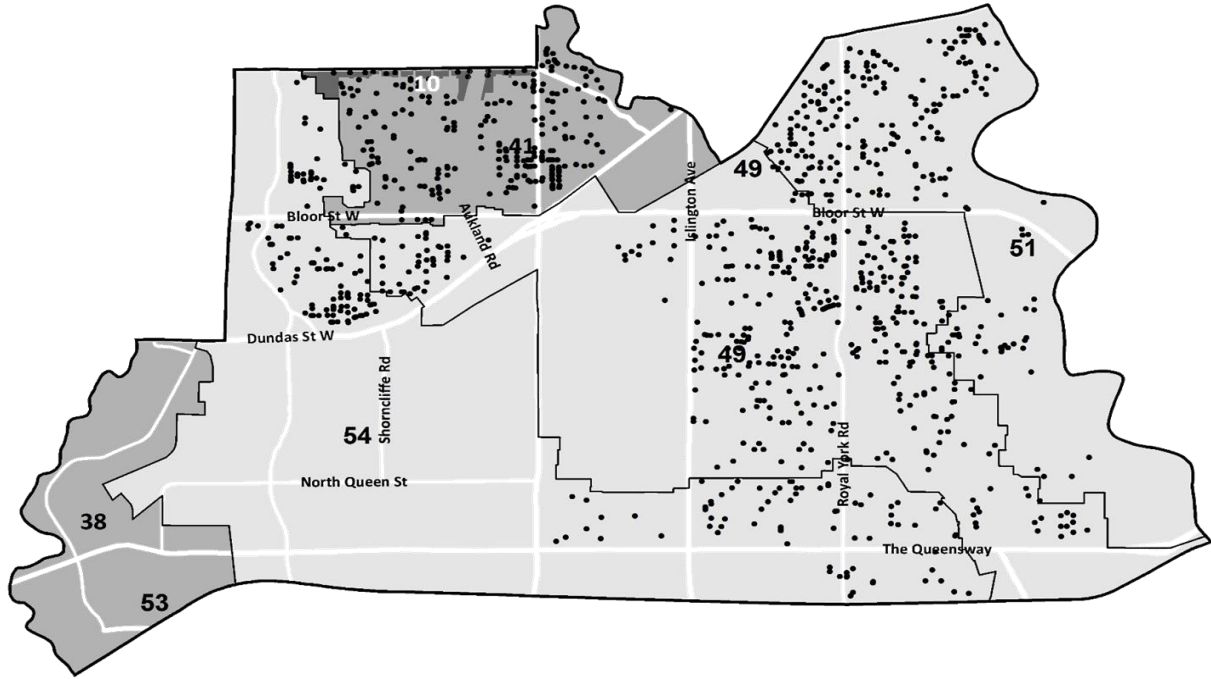 10
41
49
Islington Ave
Bloor St W
Aukland Rd
Bloor St W
51
Dundas St W
49
Shorncliffe Rd
54
Royal York Rd
North Queen St
38
The Queensway
53